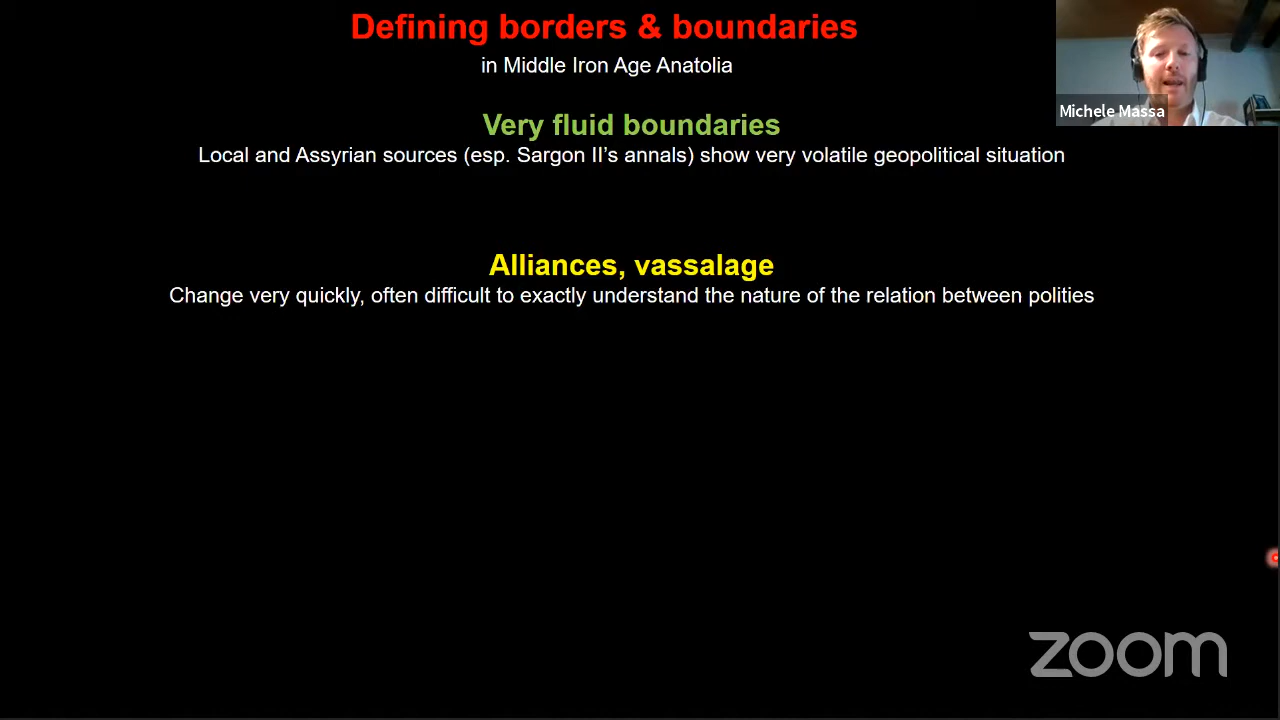 Defining borders & boundaries
in Middle Iron Age Anatolia
Michele Massa
Very fluid boundaries
Local and Assyrian sources (esp. Sargon II’s annals) show very volatile geopolitical situation
Alliances, vassalage
Change very quickly, often difficult to exactly understand the nature of the relation between polities
zoom